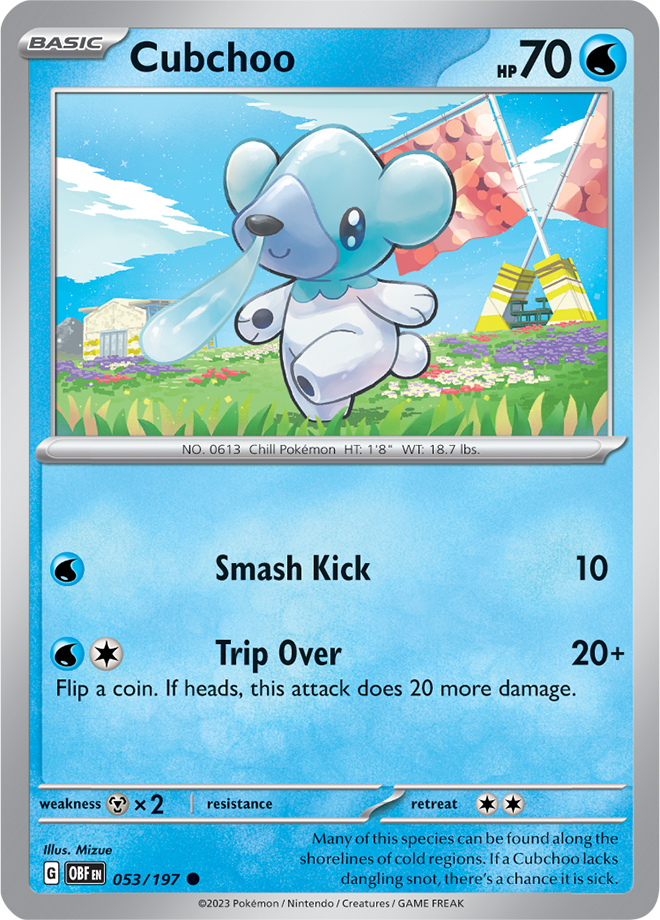 BASIC
Cubchoo
HP 70
NO. 0613 Chill Pokémon HT: 1'8" WT: 18.7 lbs.
Smash Kick 10
Trip Over 20+
Flip a coin. If heads, this attack does 20 more damage.
weakness ×2 resistance retreat
Illus. Mizue
Many of this species can be found along the
shorelines of cold regions. If a Cubchoo lacks
dangling snot, there's a chance it is sick.
G OBF EN 053/197
©2023 Pokémon / Nintendo / Creatures / GAME FREAK